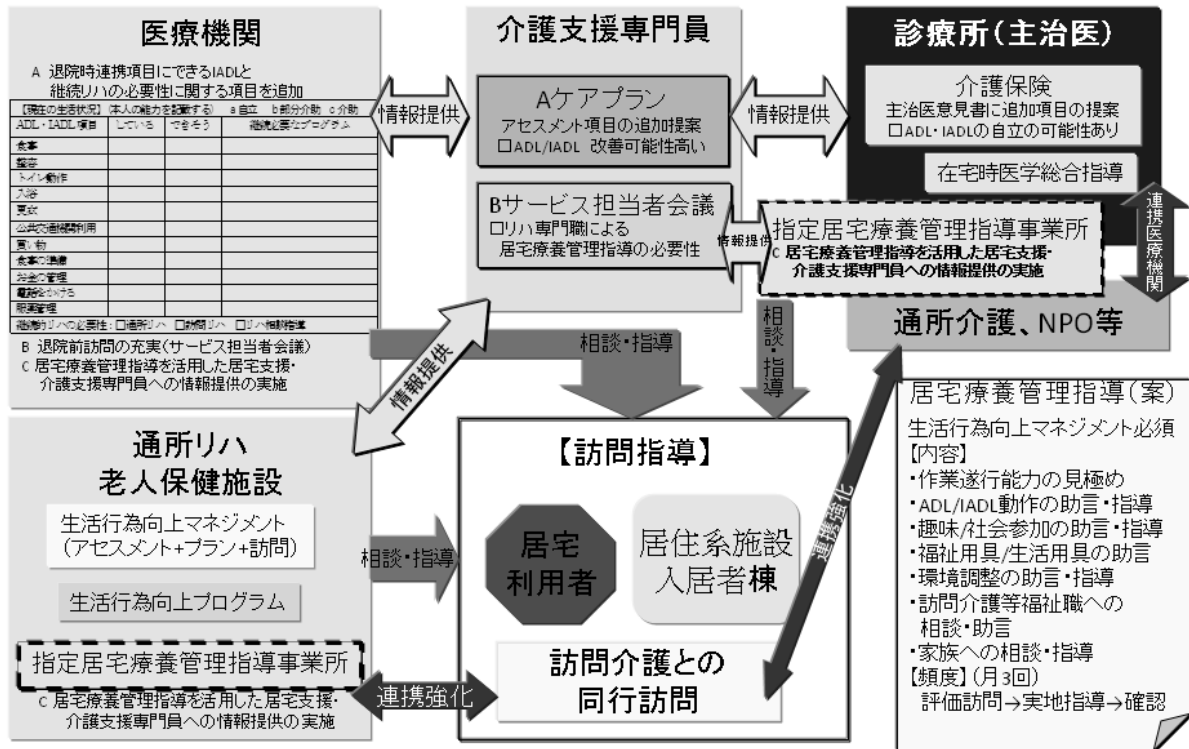 医療機関
A 退院時連携項目にできるIADLと
継続リハの必要性に関する項目を追加
【現在の生活状況】(本人の能力を記載する) a 自立 b 部分介助 c 介助
ADL・IADL項目 している できそう 継続必要なプログラム
食事
整容
トイレ動作
入浴
更衣
公共交通機関利用
買い物
食事の準備
お金の管理
電話をかける
服薬管理
継続的リハの必要性:□通所リハ □訪問リハ □リハ相談指導
B 退院前訪問の充実(サービス担当者会議)
C 居宅療養管理指導を活用した居宅支援・
介護支援専門員への情報提供の実施
情報提供
介護支援専門員
Aケアプラン
アセスメント項目の追加提案
□ADL/IADL 改善可能性高い
Bサービス担当者会議
□リハ専門職による
居宅療養管理指導の必要性
情報提供
情報提供
診療所(主治医)
介護保険
主治医意見書に追加項目の提案
□ADL・IADLの自立の可能性あり
在宅時医学総合指導
指定居宅療養管理指導事業所
C 居宅療養管理指導を活用した居宅支援・
介護支援専門員への情報提供の実施
連携医療機関
通所介護、NPO等
相談・指導
相談・指導
情報提供
通所リハ
老人保健施設
生活行為向上マネジメント
(アセスメント+プラン+訪問)
生活行為向上プログラム
指定居宅療養管理指導事業所
C 居宅療養管理指導を活用した居宅支援・
介護支援専門員への情報提供の実施
相談・指導
連携強化
【訪問指導】
居宅
利用者
居住系施設
入居者棟
訪問介護との
同行訪問
連携強化
居宅療養管理指導(案)
生活行為向上マネジメント必須
【内容】
・作業遂行能力の見極め
・ADL/IADL動作の助言・指導
・趣味/社会参加の助言・指導
・福祉用具/生活用具の助言
・環境調整の助言・指導
・訪問介護等福祉職への
相談・助言
・家族への相談・指導
【頻度】(月3回)
評価訪問→実地指導→確認